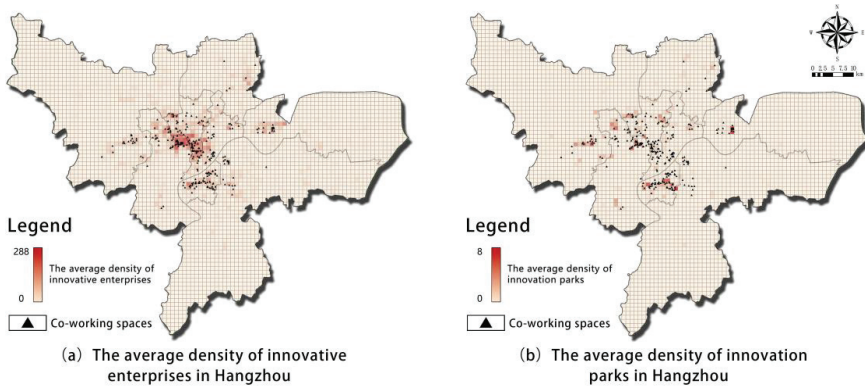 N
W E
S
0 2.5 5 7.5 10
km
Legend
288
The average density of
innovative enterprises
0
Co-working spaces
(a) The average density of innovative
enterprises in Hangzhou
Legend
8
The average density of
innovation parks
0
Co-working spaces
(b) The average density of innovation
parks in Hangzhou